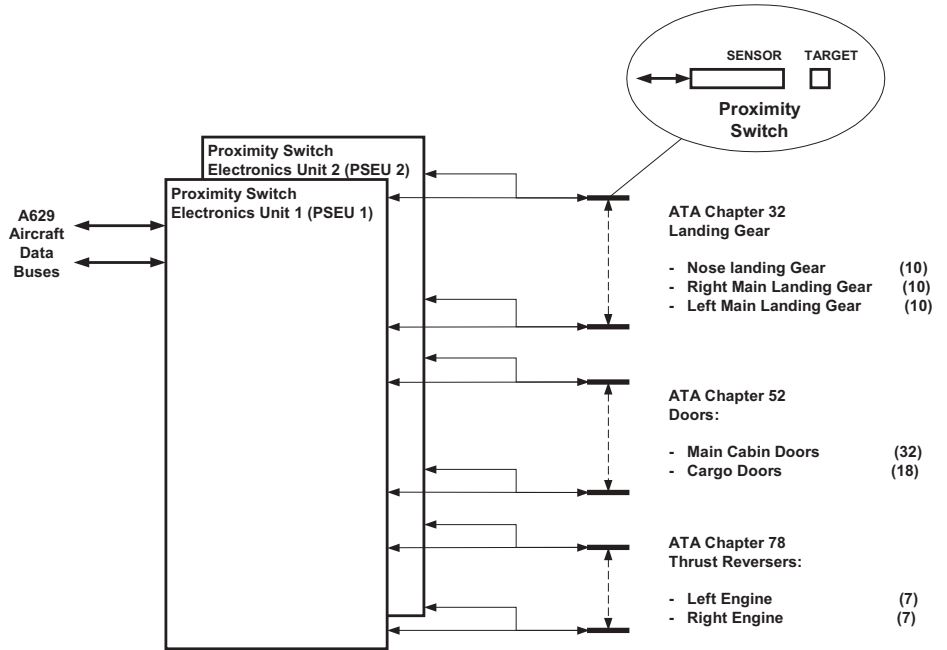 SENSOR TARGET
Proximity
Switch
Proximity Switch
Electronics Unit 2 (PSEU 2)
Proximity Switch
Electronics Unit 1 (PSEU 1)
A629
Aircraft
Data
Buses
ATA Chapter 32
Landing Gear
- Nose landing Gear (10)
- Right Main Landing Gear (10)
- Left Main Landing Gear (10)
ATA Chapter 52
Doors:
- Main Cabin Doors (32)
- Cargo Doors (18)
ATA Chapter 78
Thrust Reversers:
- Left Engine (7)
- Right Engine (7)